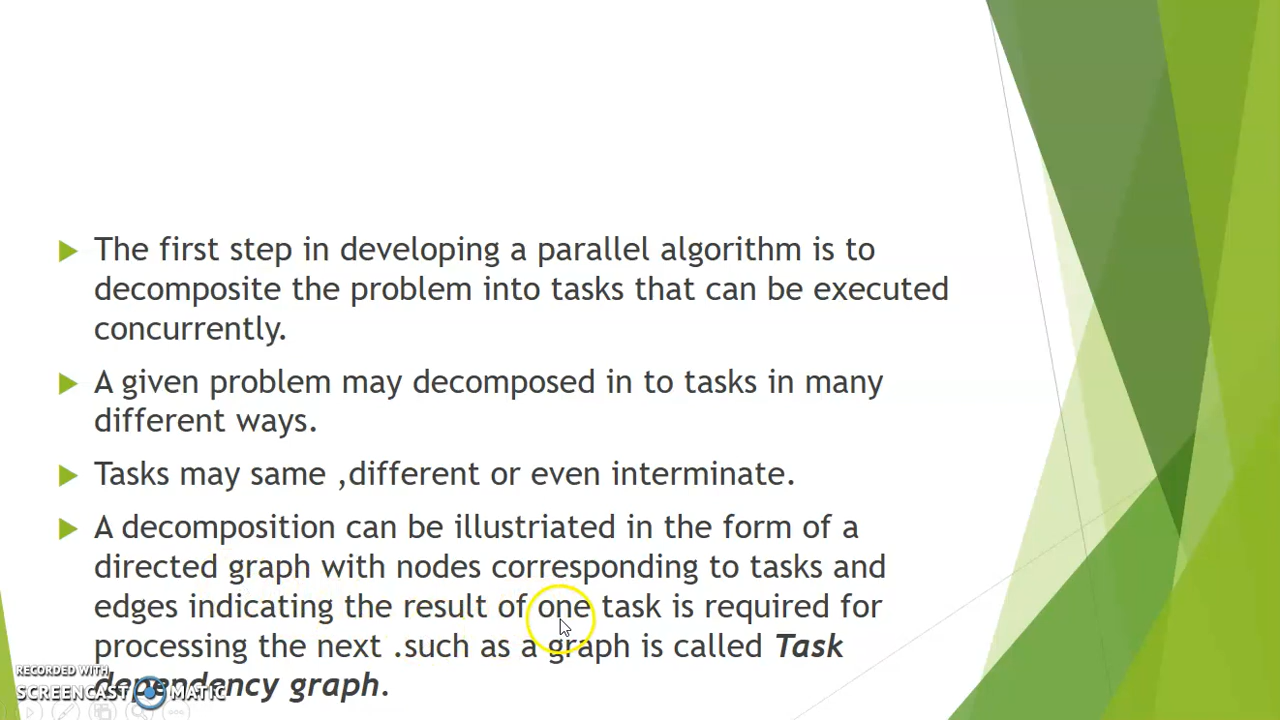 The first step in developing a parallel algorithm is to
decomposite the problem into tasks that can be executed
concurrently.
A given problem may decomposed in to tasks in many
different ways.
Tasks may same ,different or even interminate.
A decomposition can be illustriated in the form of a
directed graph with nodes corresponding to tasks and
edges indicating the result of one task is required for
processing the next .such as a graph is called Task
dependency graph.
RECORDED WITH
SCREENCAST MATIC